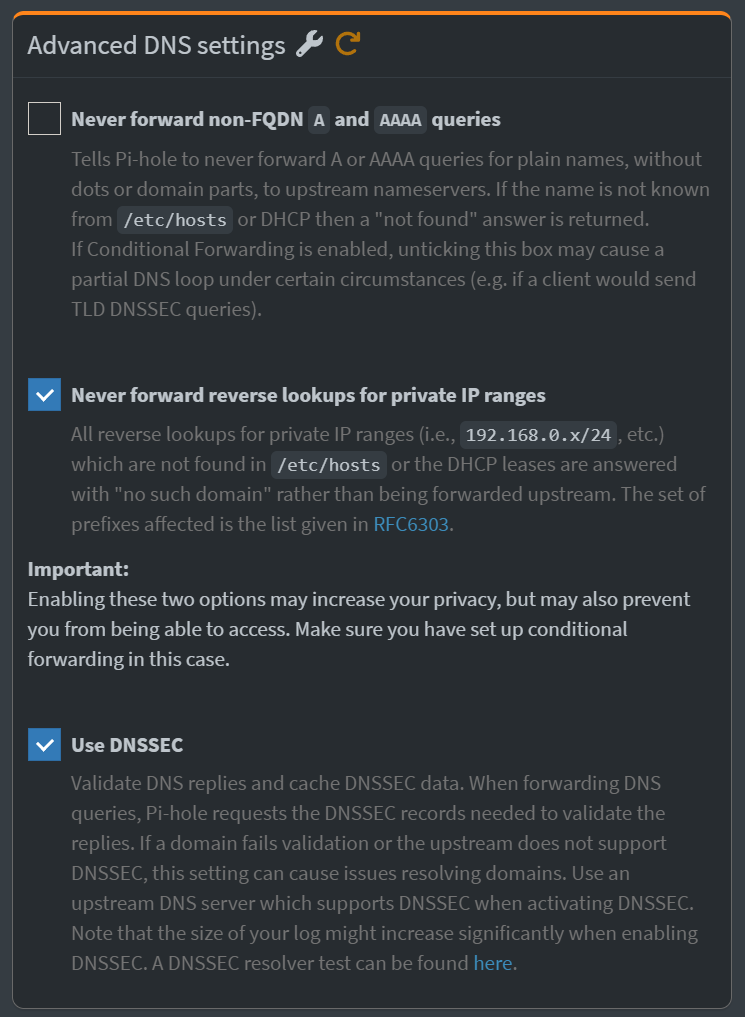 Advanced DNS settings
Never forward non-FQDN A and AAAA queries
Tells Pi-hole to never forward A or AAAA queries for plain names, without
dots or domain parts, to upstream nameservers. If the name is not known
from /etc/hosts or DHCP then a "not found" answer is returned.
If Conditional Forwarding is enabled, unticking this box may cause a
partial DNS loop under certain circumstances (e.g. if a client would send
TLD DNSSEC queries).
Never forward reverse lookups for private IP ranges
All reverse lookups for private IP ranges (i.e., 192.168.0.x/24, etc.)
which are not found in /etc/hosts or the DHCP leases are answered
with "no such domain" rather than being forwarded upstream. The set of
prefixes affected is the list given in RFC6303.
Important:
Enabling these two options may increase your privacy, but may also prevent
you from being able to access. Make sure you have set up conditional
forwarding in this case.
Use DNSSEC
Validate DNS replies and cache DNSSEC data. When forwarding DNS
queries, Pi-hole requests the DNSSEC records needed to validate the
replies. If a domain fails validation or the upstream does not support
DNSSEC, this setting can cause issues resolving domains. Use an
upstream DNS server which supports DNSSEC when activating DNSSEC.
Note that the size of your log might increase significantly when enabling
DNSSEC. A DNSSEC resolver test can be found here.